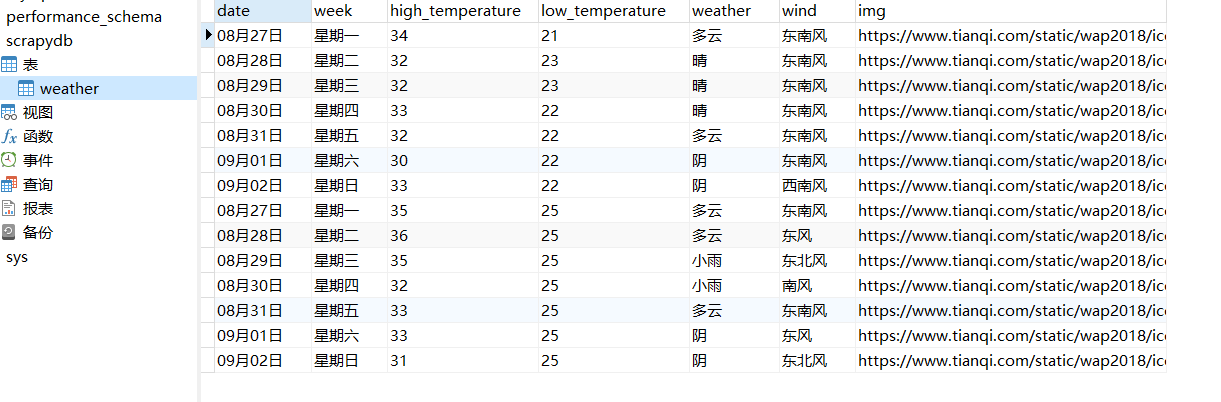 performance_schema
scrapydb
表
weather
视图
函数
事件
查询
报表
备份
sys
date week high_temperature low_temperature weather wind img
08月27日 星期一 34 21 多云 东南风 https://www.tianqi.com/static/wap2018/ic
08月28日 星期二 32 23 晴 东南风 https://www.tianqi.com/static/wap2018/ic
08月29日 星期三 32 23 晴 东南风 https://www.tianqi.com/static/wap2018/ic
08月30日 星期四 33 22 晴 东南风 https://www.tianqi.com/static/wap2018/ic
08月31日 星期五 32 22 多云 东南风 https://www.tianqi.com/static/wap2018/ic
09月01日 星期六 30 22 阴 东南风 https://www.tianqi.com/static/wap2018/ic
09月02日 星期日 33 22 阴 西南风 https://www.tianqi.com/static/wap2018/ic
08月27日 星期一 35 25 多云 东南风 https://www.tianqi.com/static/wap2018/ic
08月28日 星期二 36 25 多云 东风 https://www.tianqi.com/static/wap2018/ic
08月29日 星期三 35 25 小雨 东北风 https://www.tianqi.com/static/wap2018/ic
08月30日 星期四 32 25 小雨 南风 https://www.tianqi.com/static/wap2018/ic
08月31日 星期五 33 25 多云 东南风 https://www.tianqi.com/static/wap2018/ic
09月01日 星期六 33 25 阴 东风 https://www.tianqi.com/static/wap2018/ic
09月02日 星期日 31 25 阴 东北风 https://www.tianqi.com/static/wap2018/ic